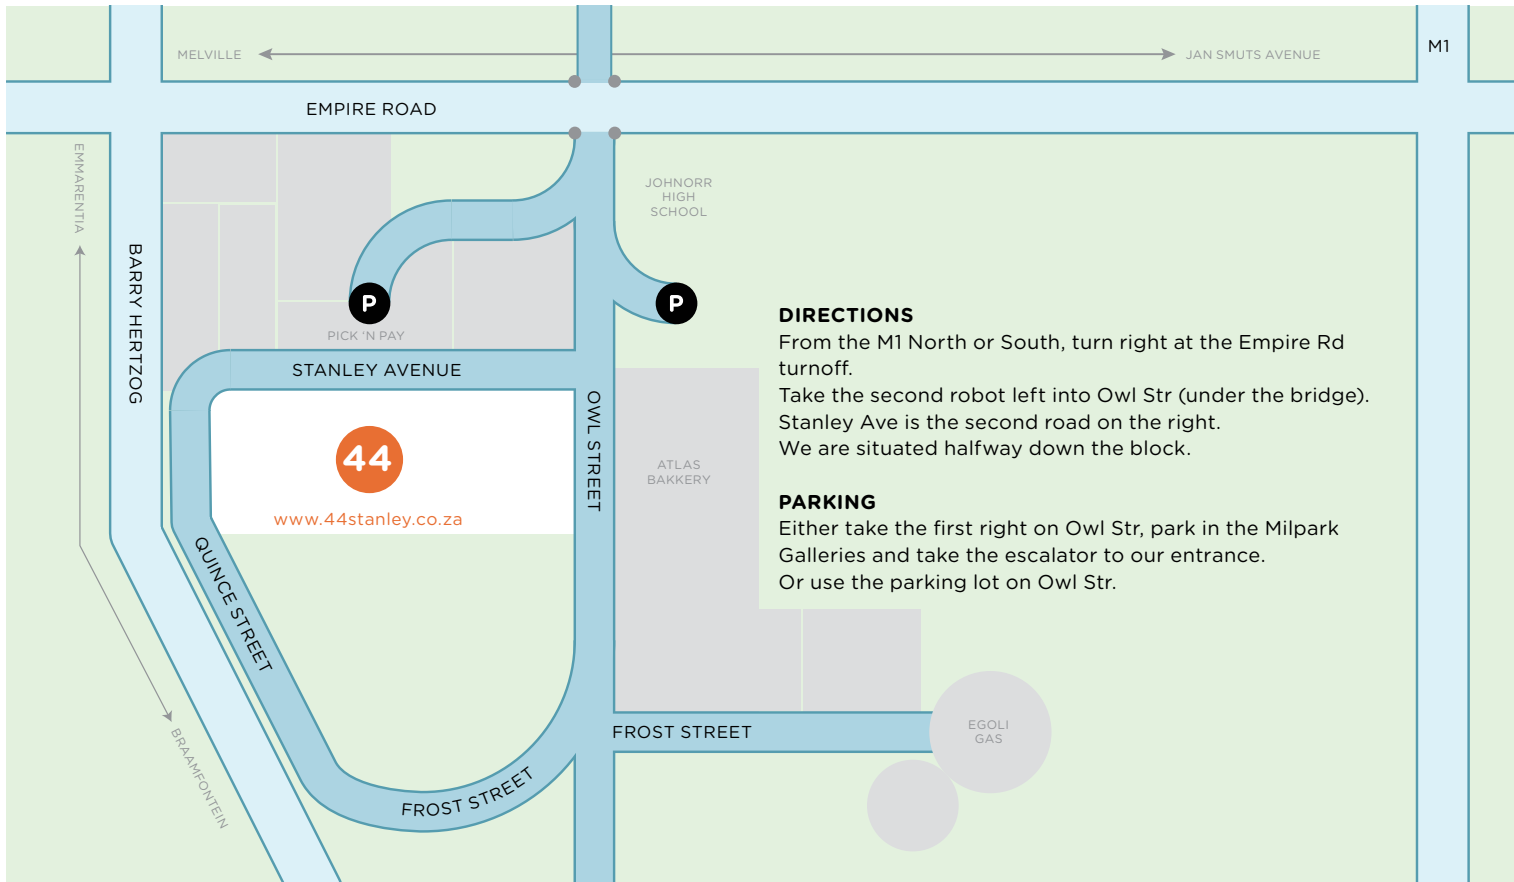 MELVILLE
JAN SMUTS AVENUE
M1
EMPIRE ROAD
EMMARENTIA
JOHNORR
HIGH
SCHOOL
BARRY HERTZOG
P
P
PICK 'N PAY
STANLEY AVENUE
DIRECTIONS
From the M1 North or South, turn right at the Empire Rd
turnoff.
Take the second robot left into Owl Str (under the bridge).
Stanley Ave is the second road on the right.
We are situated halfway down the block.
OWL STREET
44
www.44stanley.co.za
ATLAS
BAKKERY
PARKING
Either take the first right on Owl Str, park in the Milpark
Galleries and take the escalator to our entrance.
Or use the parking lot on Owl Str.
QUINCE STREET
BRAAMFONTEIN
FROST STREET
FROST STREET
EGOLI
GAS